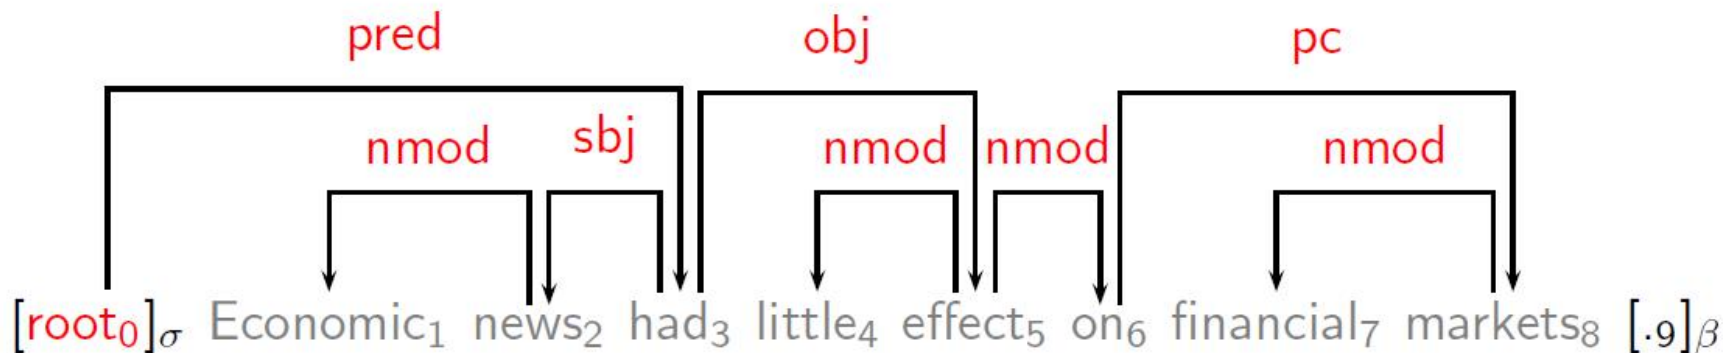 pred obj pc
nmod sbj nmod nmod nmod
[root₀]σ Economic₁ news₂ had₃ little₄ effect₅ on₆ financial₇ markets₈ [.₉]β